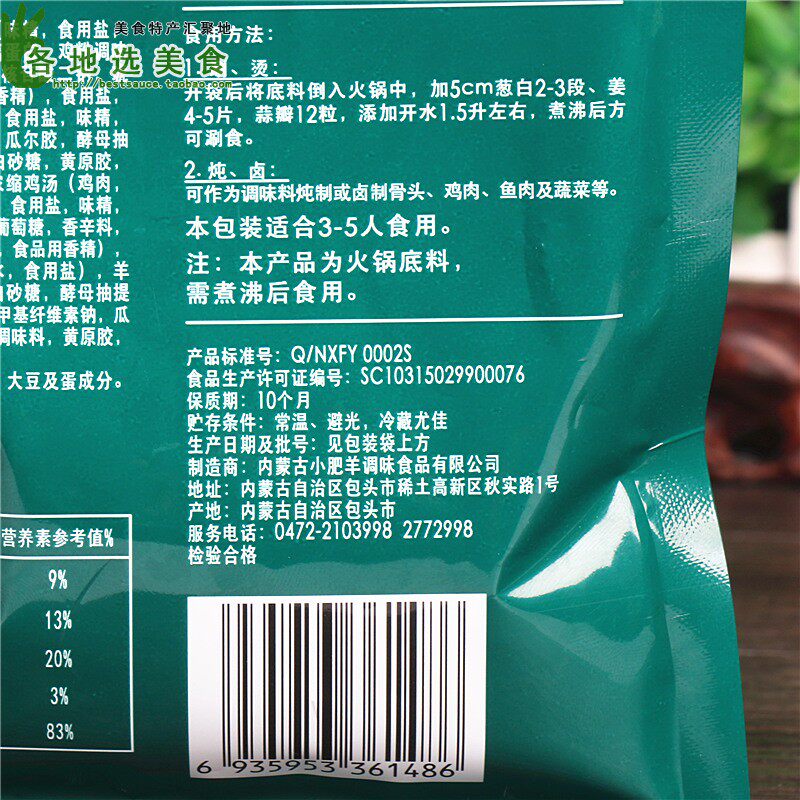 美食特产汇聚地
各地选美食
http://bestsauce.taobao.com
食用方法：
烫：
开袋后将底料倒入火锅中，加5cm葱白2-3段、姜
4-5片，蒜瓣12粒，添加开水1.5升左右，煮沸后方
可涮食。
2. 炖、卤：
可作为调味料炖制或卤制骨头、鸡肉、鱼肉及蔬菜等。
本包装适合3-5人食用。
注：本产品为火锅底料，
需煮沸后食用。
产品标准号：Q/NXFY 0002S
食品生产许可证编号：SC10315029900076
保质期：10个月
贮存条件：常温、避光，冷藏尤佳
生产日期及批号：见包装袋上方
制造商：内蒙古小肥羊调味食品有限公司
地址：内蒙古自治区包头市稀土高新区秋实路1号
产地：内蒙古自治区包头市
服务电话：0472-2103998 2772998
检验合格
6 935953 361486
，食用盐
香精），食用盐，
食用盐，味精，
瓜尔胶，酵母抽
白砂糖，黄原胶，
浓缩鸡汤（鸡肉，
食用盐，味精，
葡萄糖，香辛料，
食品用香精），
，食用盐），羊
白砂糖，酵母抽提
甲基纤维素钠，瓜
调味料，黄原胶，
大豆及蛋成分。
营养素参考值%
9%
13%
20%
3%
83%